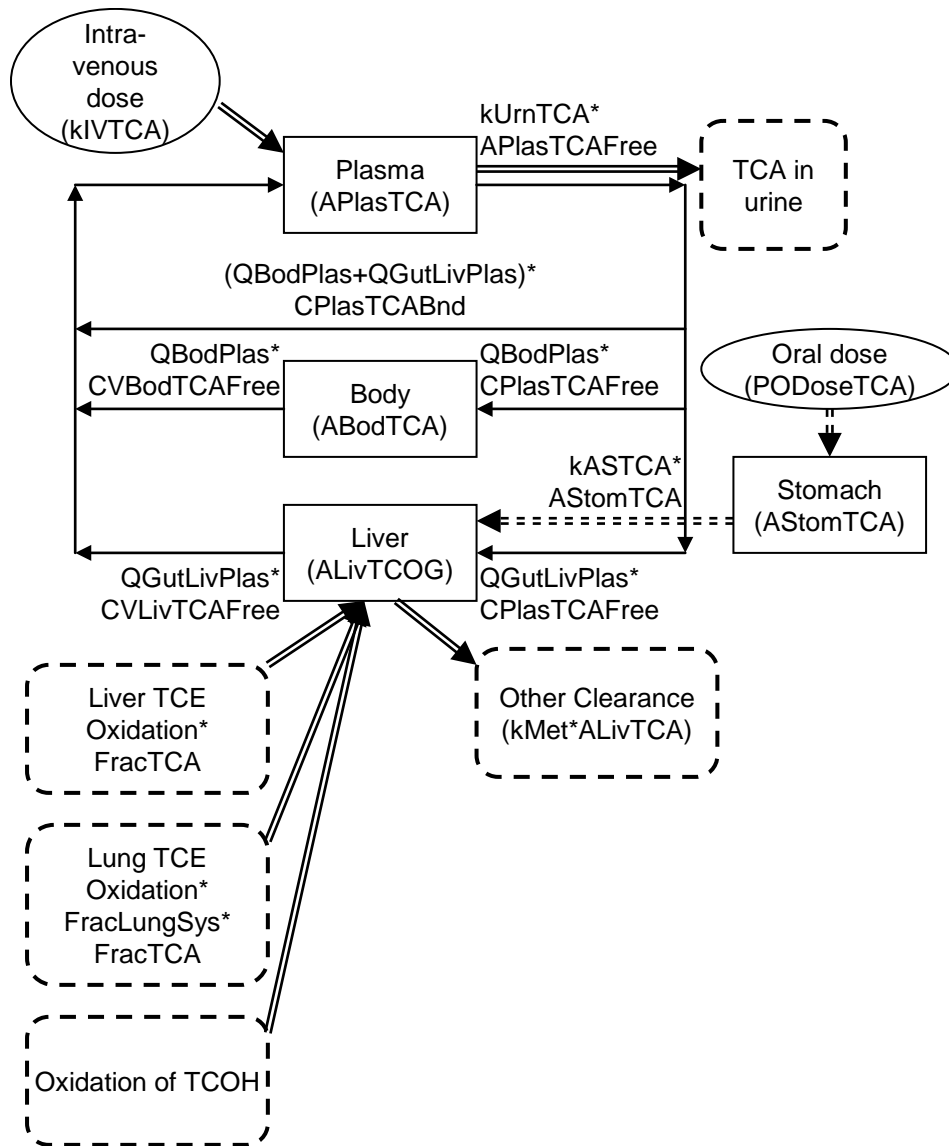 Intra-
venous
dose
(kIVTCA)
kUrnTCA*
APlasTCAFree
Plasma
(APlasTCA)
TCA in
urine
(QBodPlas+QGutLivPlas)*
CPlasTCABnd
QBodPlas*
CVBodTCAFree
QBodPlas*
CPlasTCAFree
Body
(ABodTCA)
Oral dose
(PODoseTCA)
kASTCA*
AStomTCA
Stomach
(AStomTCA)
Liver
(ALivTCOG)
QGutLivPlas*
CVLivTCAFree
QGutLivPlas*
CPlasTCAFree
Liver TCE
Oxidation*
FracTCA
Other Clearance
(kMet*ALivTCA)
Lung TCE
Oxidation*
FracLungSys*
FracTCA
Oxidation of TCOH